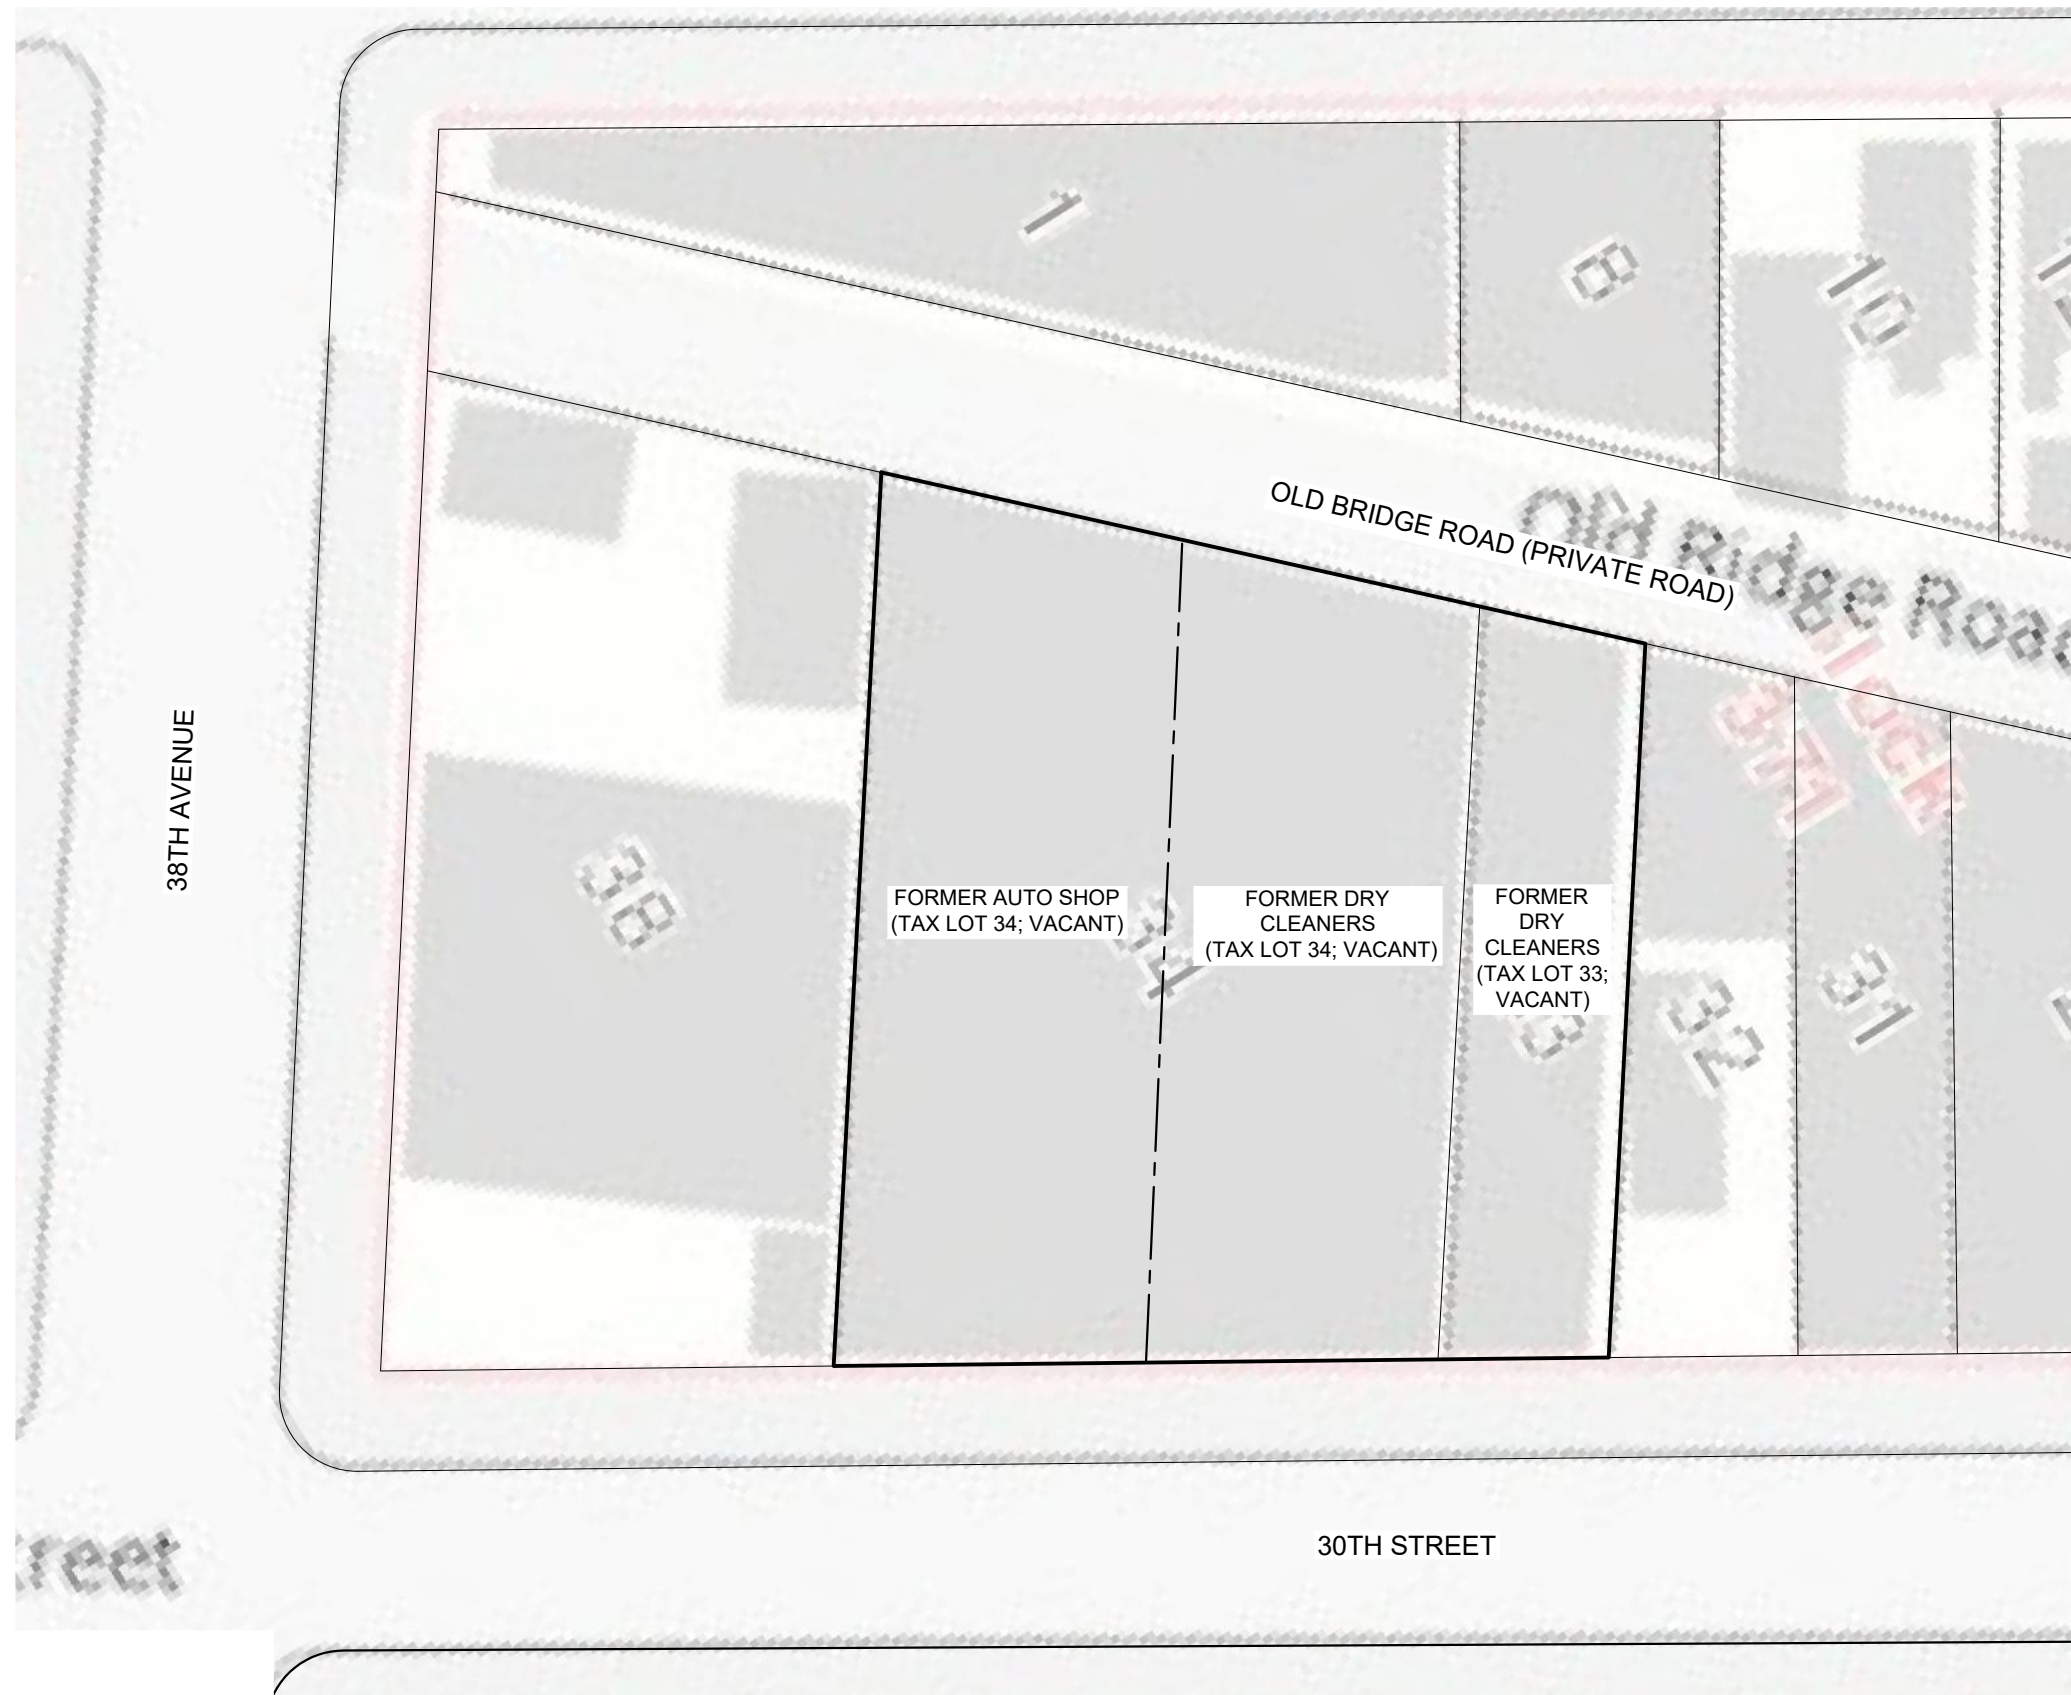 1
8
10
OLD BRIDGE ROAD (PRIVATE ROAD)
Old Ridge Road
38TH AVENUE
38
FORMER AUTO SHOP
(TAX LOT 34; VACANT)
34
FORMER DRY
CLEANERS
(TAX LOT 34; VACANT)
FORMER
DRY
CLEANERS
(TAX LOT 33;
VACANT)
32
31
30TH STREET